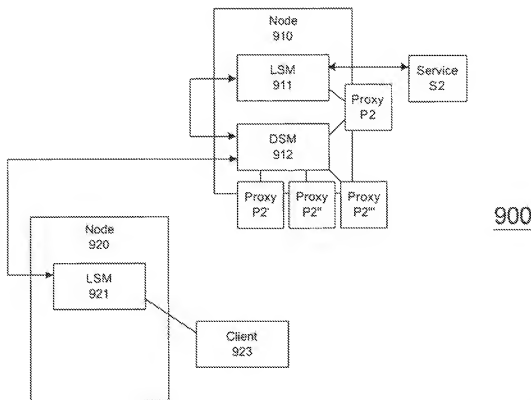 Node
910
LSM
911
Service
S2
Proxy
P2
DSM
912
Proxy
P2'
Proxy
P2"
Proxy
P2'"
900
Node
920
LSM
921
Client
923